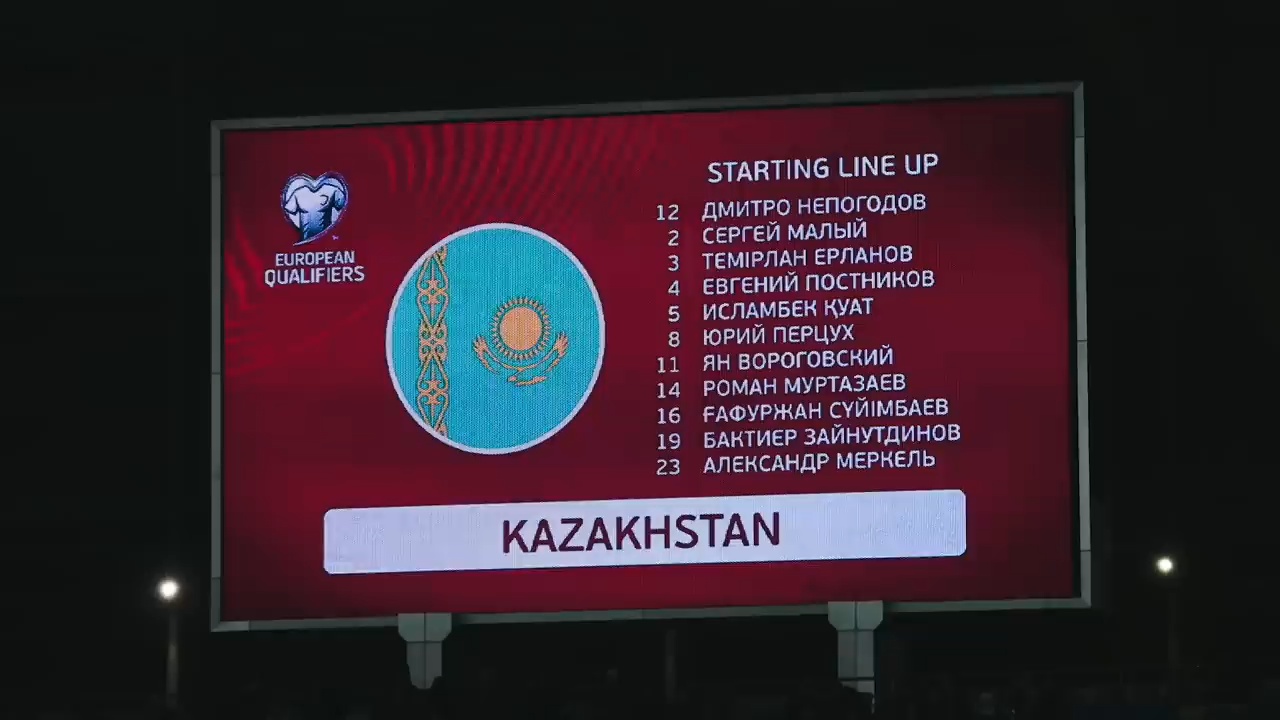 EUROPEAN
QUALIFIERS
STARTING LINE UP
12 ДМИТРО НЕПОГОДОВ
2 СЕРГЕЙ МАЛЫЙ
3 ТЕМІРЛАН ЕРЛАНОВ
4 ЕВГЕНИЙ ПОСТНИКОВ
5 ИСЛАМБЕК ҚУАТ
8 ЮРИЙ ПЕРЦУХ
11 ЯН ВОРОГОВСКИЙ
14 РОМАН МУРТАЗАЕВ
16 ҒАФУРЖАН СҮЙІМБАЕВ
19 БАКТИЕР ЗАЙНУТДИНОВ
23 АЛЕКСАНДР МЕРКЕЛЬ
KAZAKHSTAN